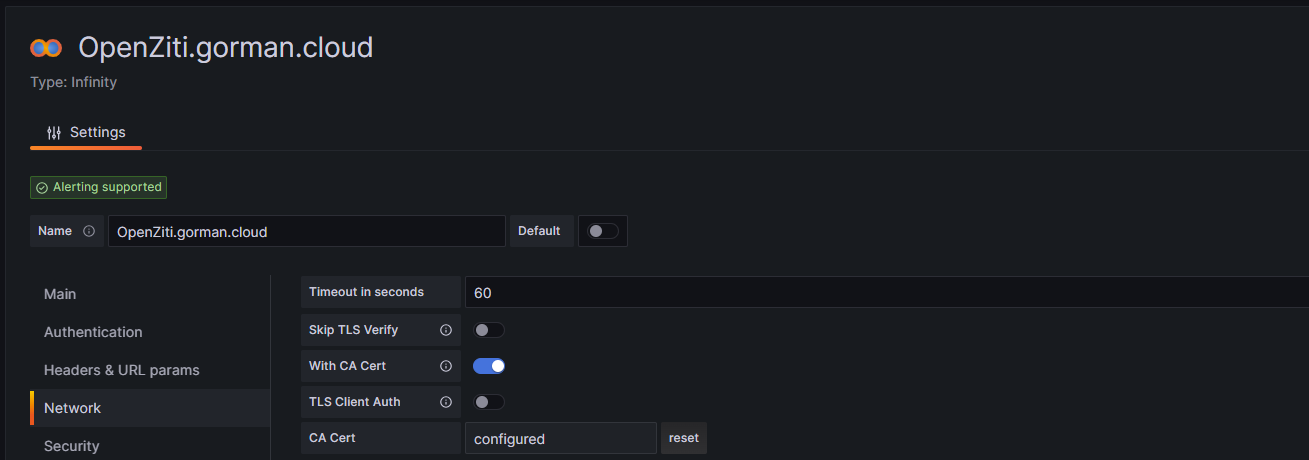 OpenZiti.gorman.cloud
Type: Infinity
Settings
Alerting supported
Name OpenZiti.gorman.cloud Default
Main
Authentication
Headers & URL params
Network
Security
Timeout in seconds 60
Skip TLS Verify
With CA Cert
TLS Client Auth
CA Cert configured reset